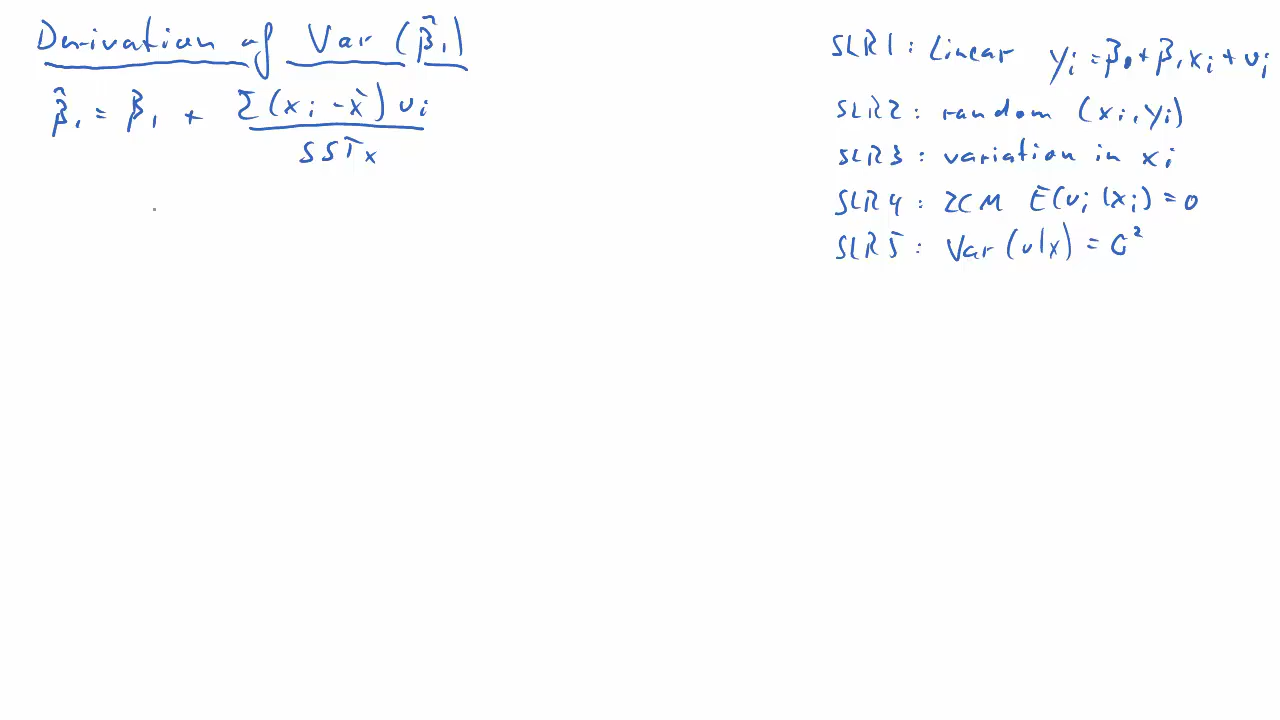 Derivation of Var (β̂₁)
β̂₁ = β₁ + Σ(xᵢ - x̄) uᵢ
SSTx
SLR1: Linear yᵢ = β₀ + β₁xᵢ + uᵢ
SLR2: random (xᵢ, yᵢ)
SLR3: variation in xᵢ
SLR4: ZCM E(uᵢ|xᵢ) = 0
SLR5: Var (u|x) = σ²